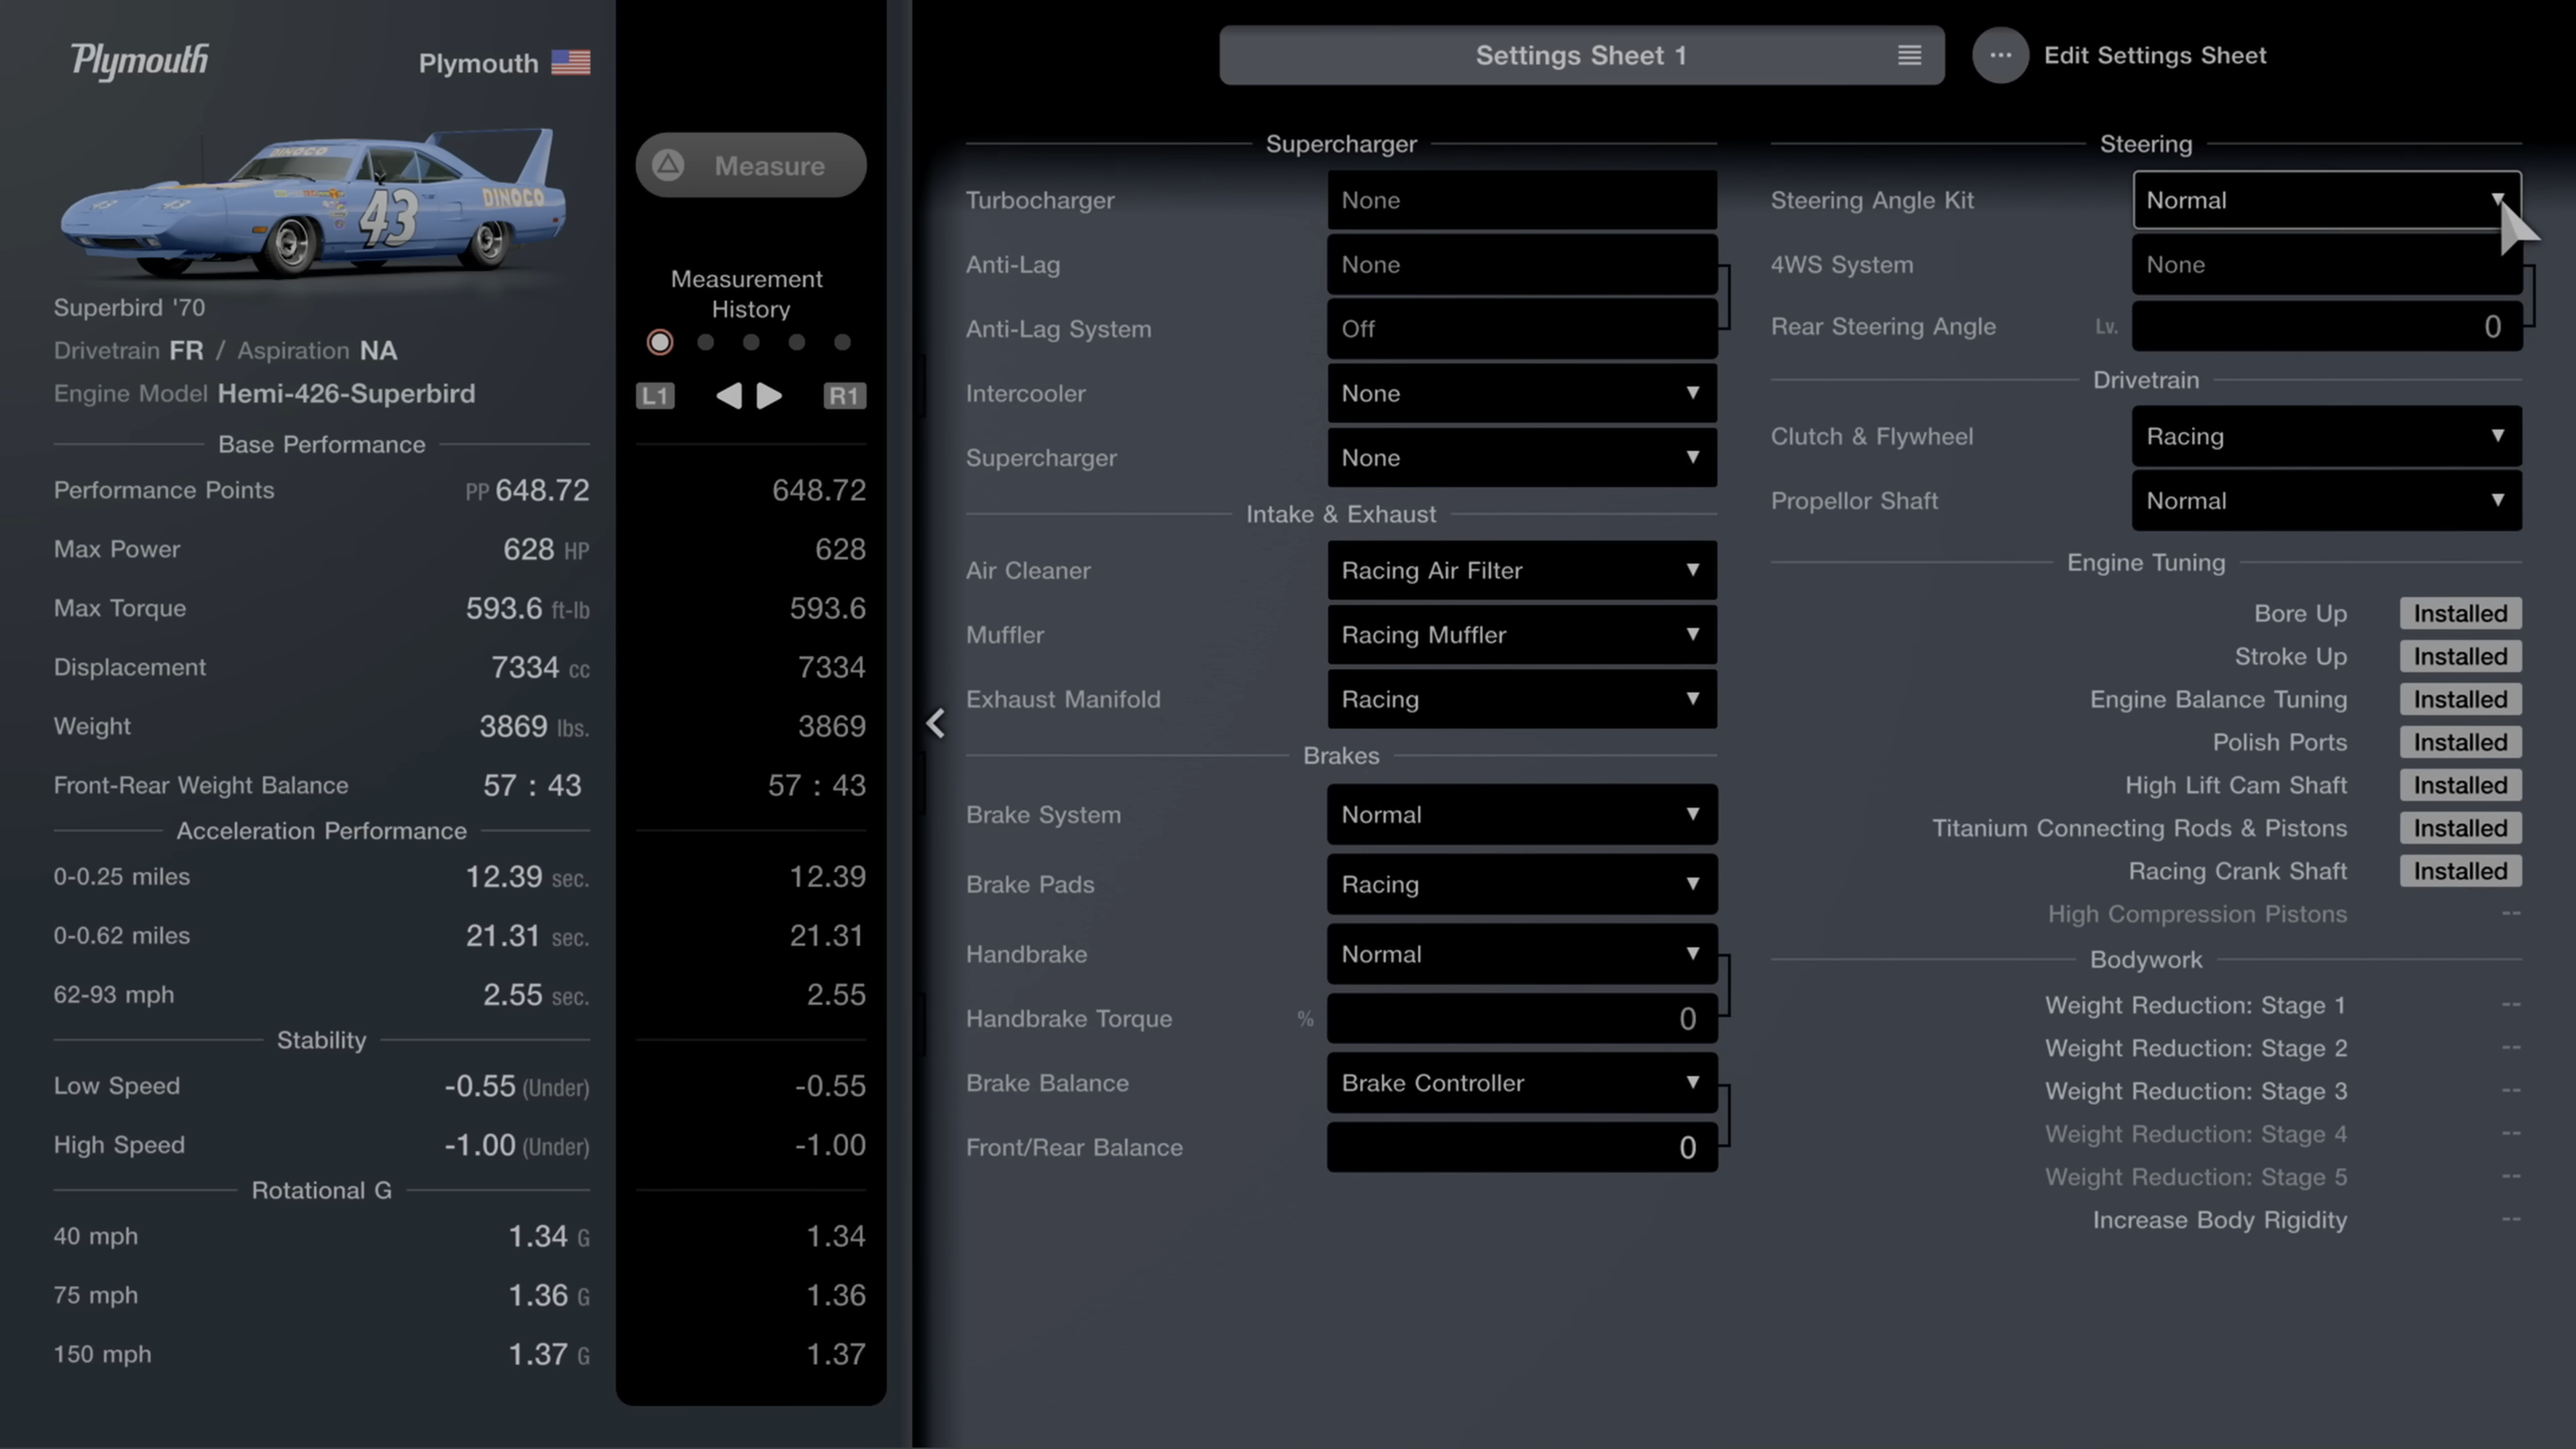 Plymouth
Plymouth
DINOCO
43
DINOCO
43
43
Superbird '70
Drivetrain FR / Aspiration NA
Engine Model Hemi-426-Superbird
Base Performance
Performance Points PP 648.72
Max Power 628 HP
Max Torque 593.6 ft-lb
Displacement 7334 cc
Weight 3869 lbs.
Front-Rear Weight Balance 57 : 43
Acceleration Performance
0-0.25 miles 12.39 sec.
0-0.62 miles 21.31 sec.
62-93 mph 2.55 sec.
Stability
Low Speed -0.55 (Under)
High Speed -1.00 (Under)
Rotational G
40 mph 1.34 G
75 mph 1.36 G
150 mph 1.37 G
Measure
Measurement
History
L1 ◀ ▶ R1
648.72
628
593.6
7334
3869
57 : 43
12.39
21.31
2.55
-0.55
-1.00
1.34
1.36
1.37
Settings Sheet 1
Edit Settings Sheet
Supercharger
Turbocharger None
Anti-Lag None
Anti-Lag System Off
Intercooler None
Supercharger None
Intake & Exhaust
Air Cleaner Racing Air Filter
Muffler Racing Muffler
Exhaust Manifold Racing
Brakes
Brake System Normal
Brake Pads Racing
Handbrake Normal
Handbrake Torque % 0
Brake Balance Brake Controller
Front/Rear Balance 0
Steering
Steering Angle Kit Normal
4WS System None
Rear Steering Angle Lv. 0
Drivetrain
Clutch & Flywheel Racing
Propellor Shaft Normal
Engine Tuning
Bore Up Installed
Stroke Up Installed
Engine Balance Tuning Installed
Polish Ports Installed
High Lift Cam Shaft Installed
Titanium Connecting Rods & Pistons Installed
Racing Crank Shaft Installed
High Compression Pistons --
Bodywork
Weight Reduction: Stage 1 --
Weight Reduction: Stage 2 --
Weight Reduction: Stage 3 --
Weight Reduction: Stage 4 --
Weight Reduction: Stage 5 --
Increase Body Rigidity --